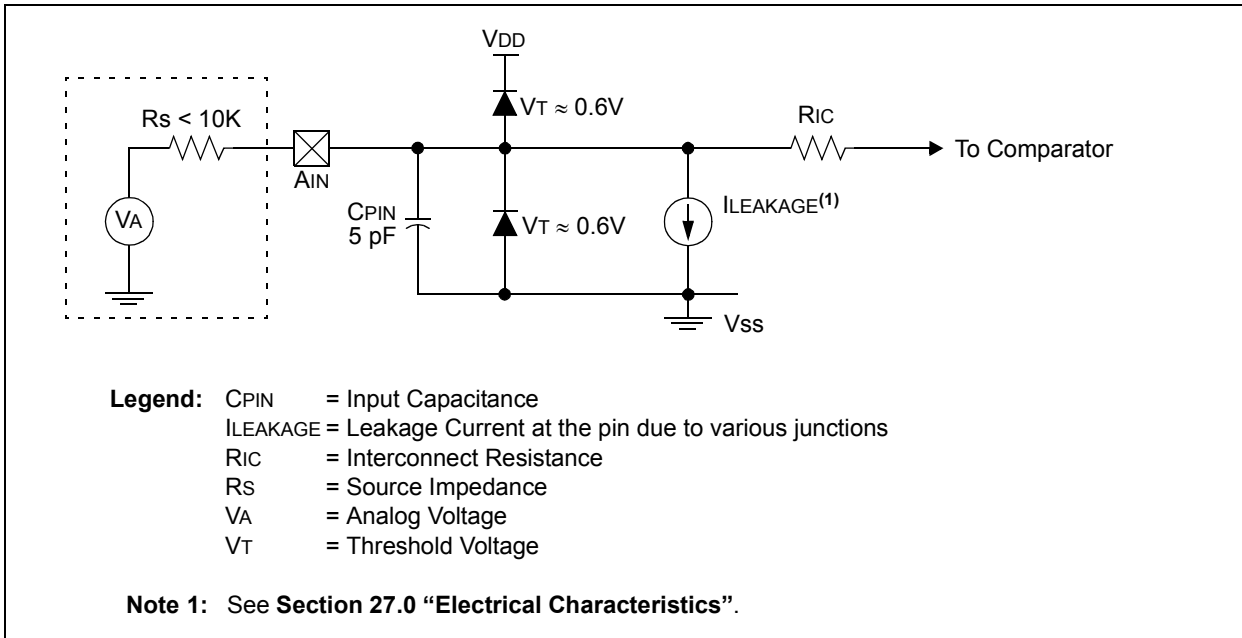 VDD
VT ≈ 0.6V
Rs < 10K
RIC
To Comparator
AIN
VA
CPIN
5 pF
VT ≈ 0.6V
ILEAKAGE(1)
Vss
Legend: CPIN = Input Capacitance
ILEAKAGE = Leakage Current at the pin due to various junctions
RIC = Interconnect Resistance
RS = Source Impedance
VA = Analog Voltage
VT = Threshold Voltage
Note 1: See Section 27.0 “Electrical Characteristics”.